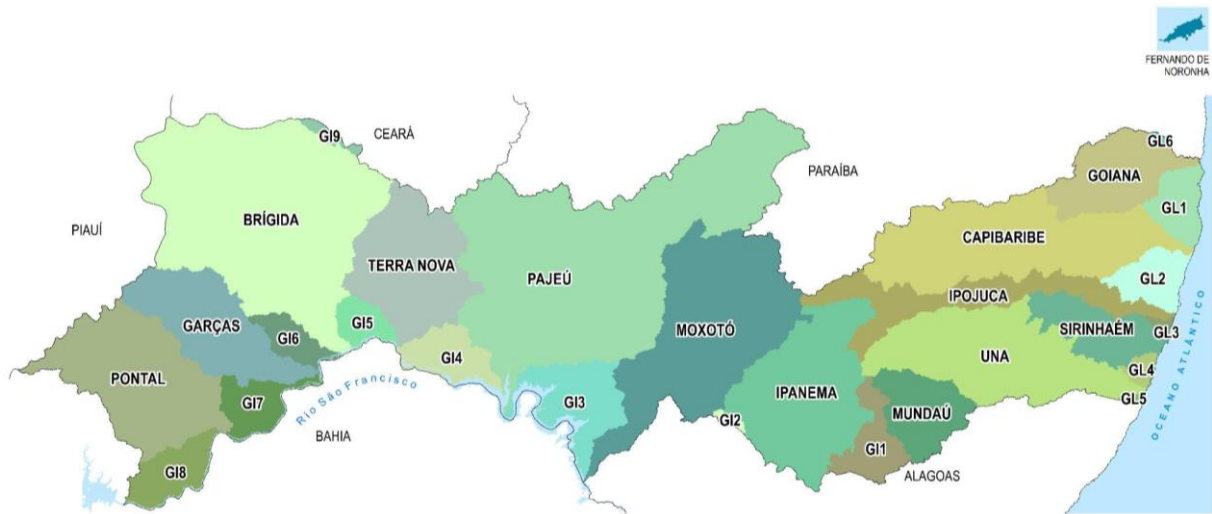 FERNANDO DE
NORONHA
GI9
CEARÁ
GL6
GOIANA
PARAÍBA
GL1
BRÍGIDA
PIAUÍ
CAPIBARIBE
TERRA NOVA
PAJEÚ
GL2
IPOJUCA
GARÇAS
GI5
GI6
MOXOTÓ
SIRINHAÉM
GL3
GI4
UNA
GL4
PONTAL
Rio São Francisco
OCEANO ATLÂNTICO
GI7
GI3
IPANEMA
GL5
MUNDAÚ
GI2
BAHIA
GI1
GI8
ALAGOAS